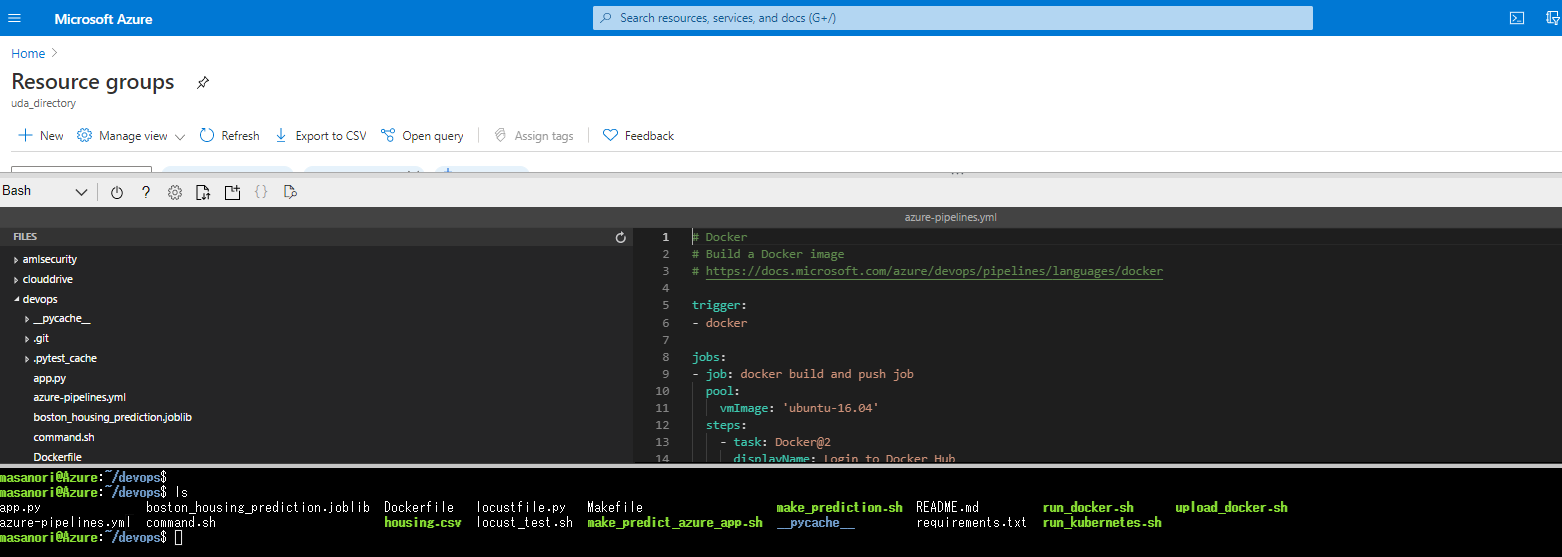 Microsoft Azure
Search resources, services, and docs (G+/)
Home
Resource groups
uda_directory
New Manage view Refresh Export to CSV Open query Assign tags Feedback
Bash
azure-pipelines.yml
FILES
amlsecurity
clouddrive
devops
__pycache__
.git
.pytest_cache
app.py
azure-pipelines.yml
boston_housing_prediction.joblib
command.sh
Dockerfile
1 # Docker
2 # Build a Docker image
3 # https://docs.microsoft.com/azure/devops/pipelines/languages/docker
4
5 trigger:
6 - docker
7
8 jobs:
9 - job: docker build and push job
10 pool:
11 vmImage: 'ubuntu-16.04'
12 steps:
13 - task: Docker@2
14 displayName: Login to Docker Hub
masanori@Azure:~/devops$
masanori@Azure:~/devops$ ls
app.py boston_housing_prediction.joblib Dockerfile locustfile.py Makefile make_prediction.sh README.md run_docker.sh upload_docker.sh
azure-pipelines.yml command.sh housing.csv locust_test.sh make_predict_azure_app.sh __pycache__ requirements.txt run_kubernetes.sh
masanori@Azure:~/devops$